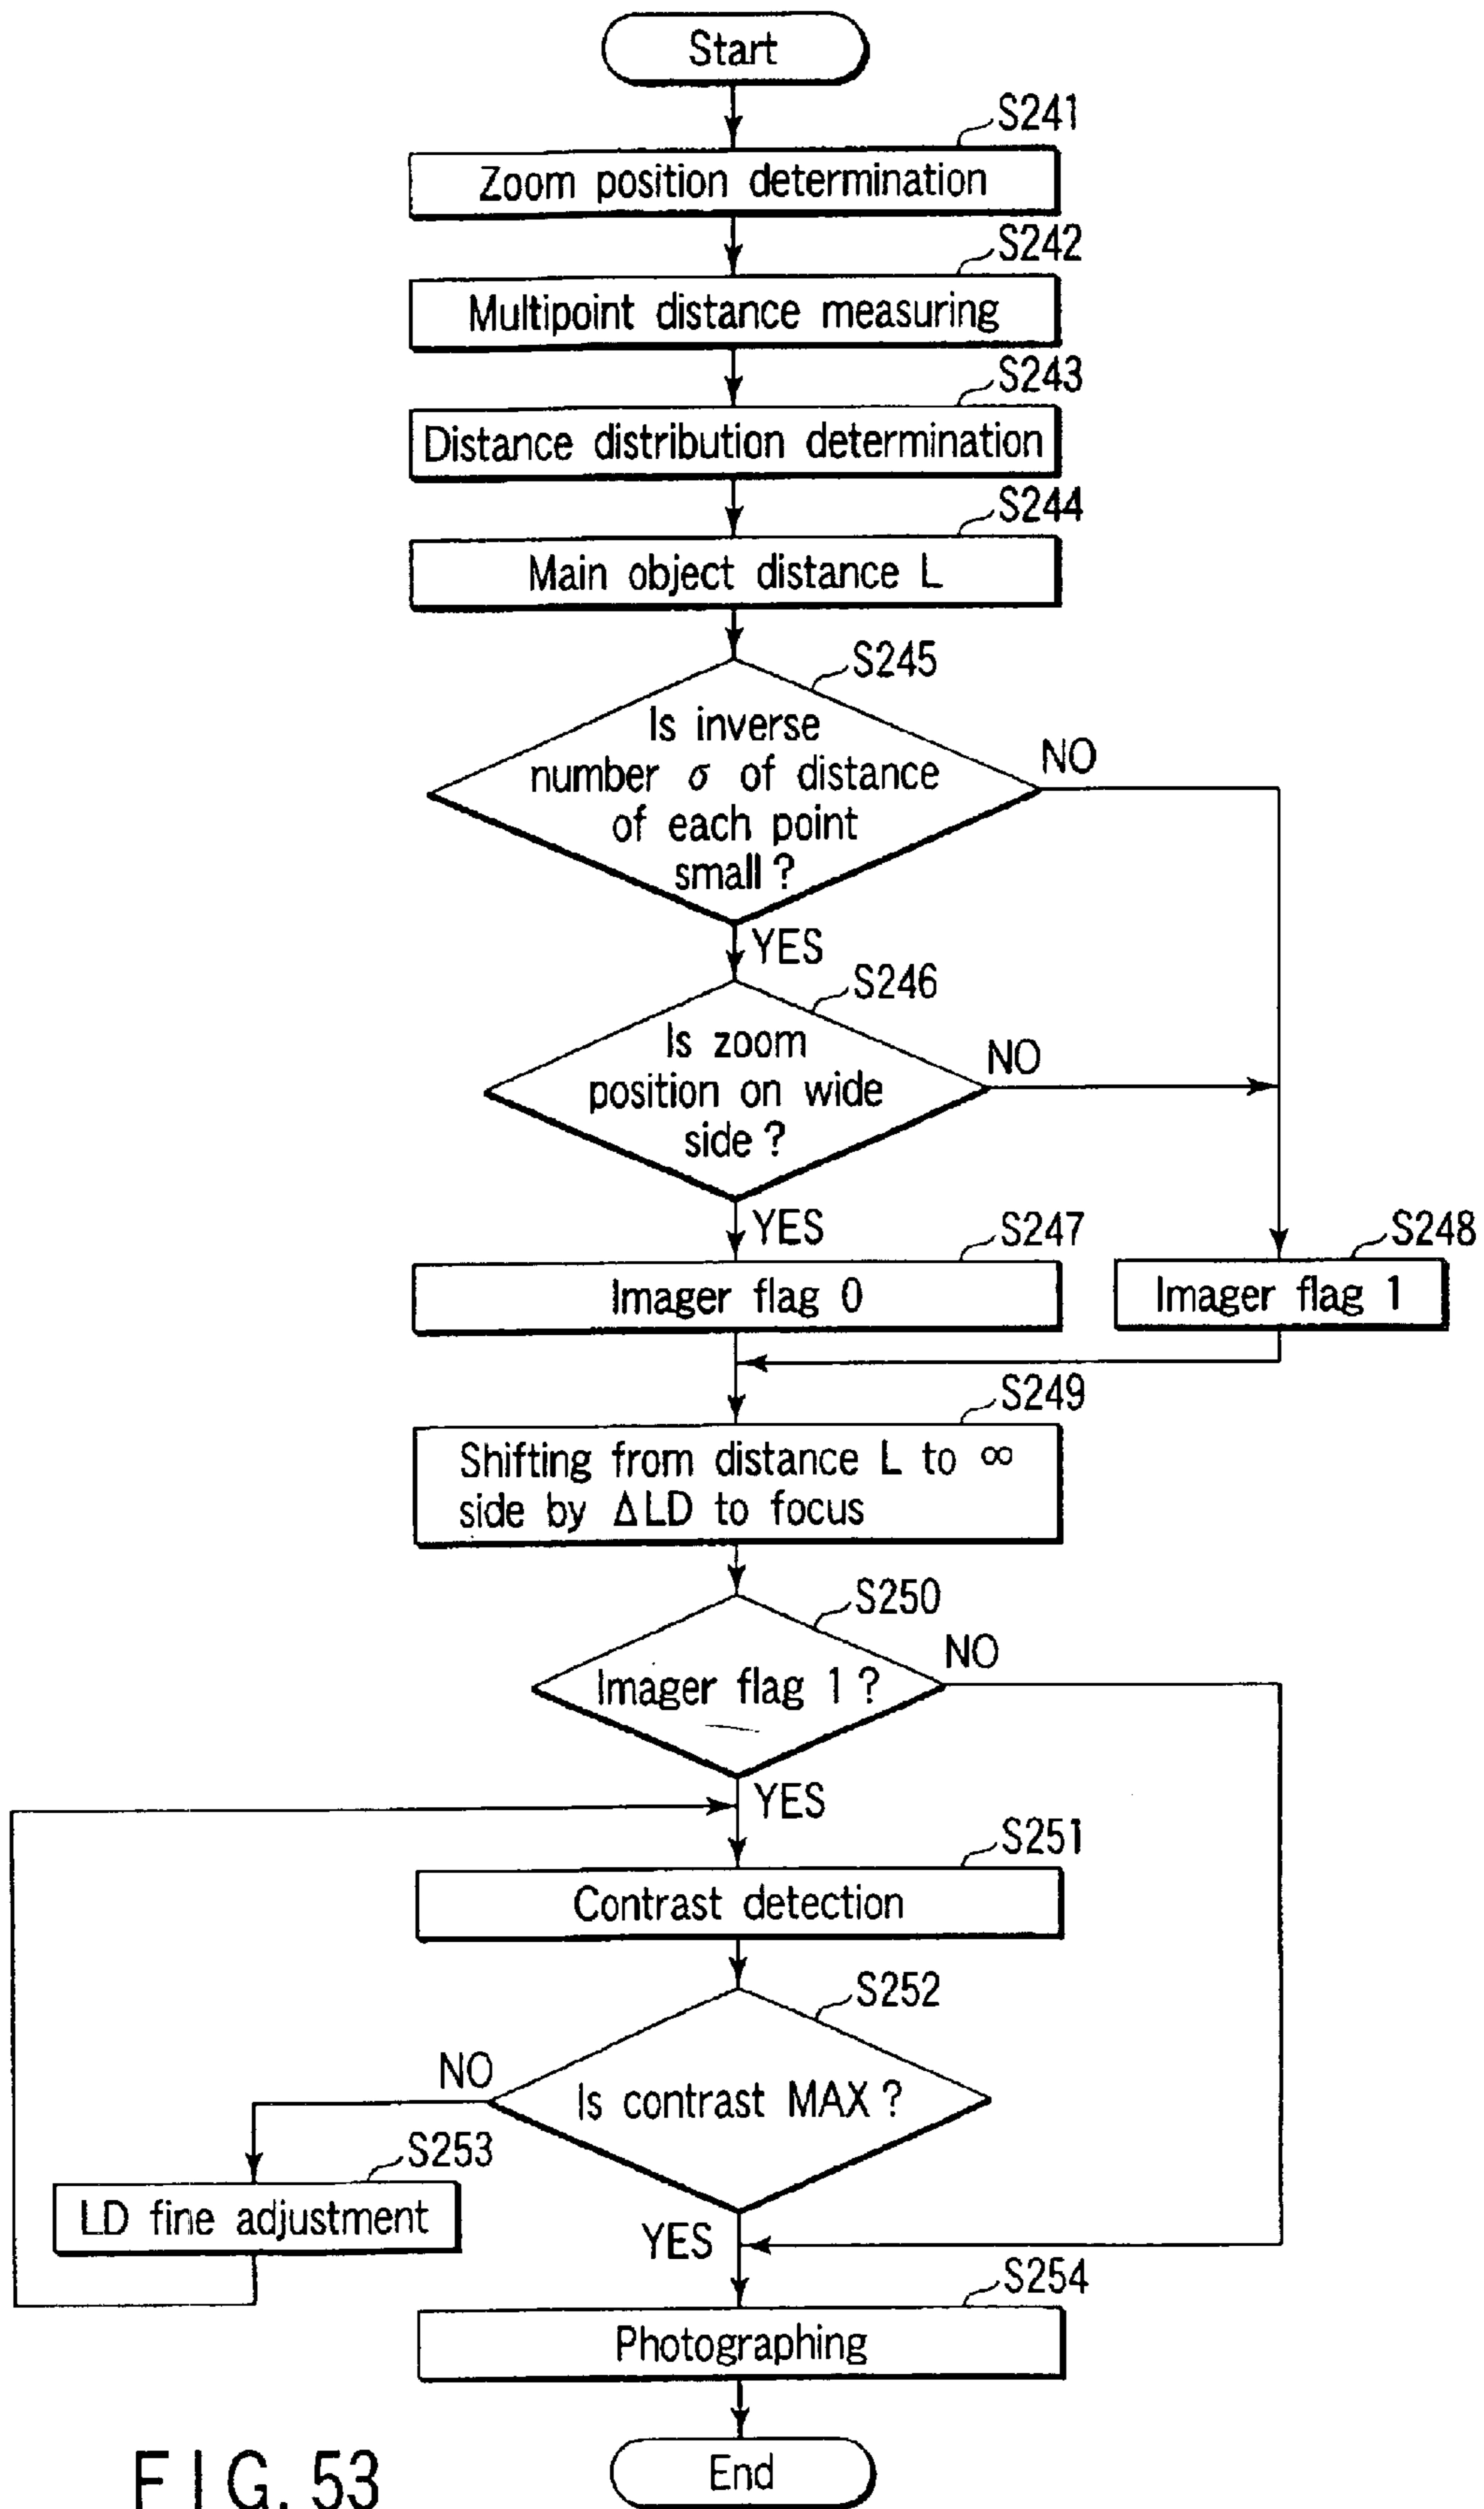 Start
S241
Zoom position determination
S242
Multipoint distance measuring
S243
Distance distribution determination
S244
Main object distance L
S245
Is inverse
number σ of distance
of each point
small ?
NO
YES
S246
Is zoom
position on wide
side ?
NO
YES
S247
Imager flag 0
S248
Imager flag 1
S249
Shifting from distance L to ∞
side by ΔLD to focus
S250
Imager flag 1 ?
NO
YES
S251
Contrast detection
S252
Is contrast MAX ?
NO
S253
LD fine adjustment
YES
S254
Photographing
End
FIG. 53